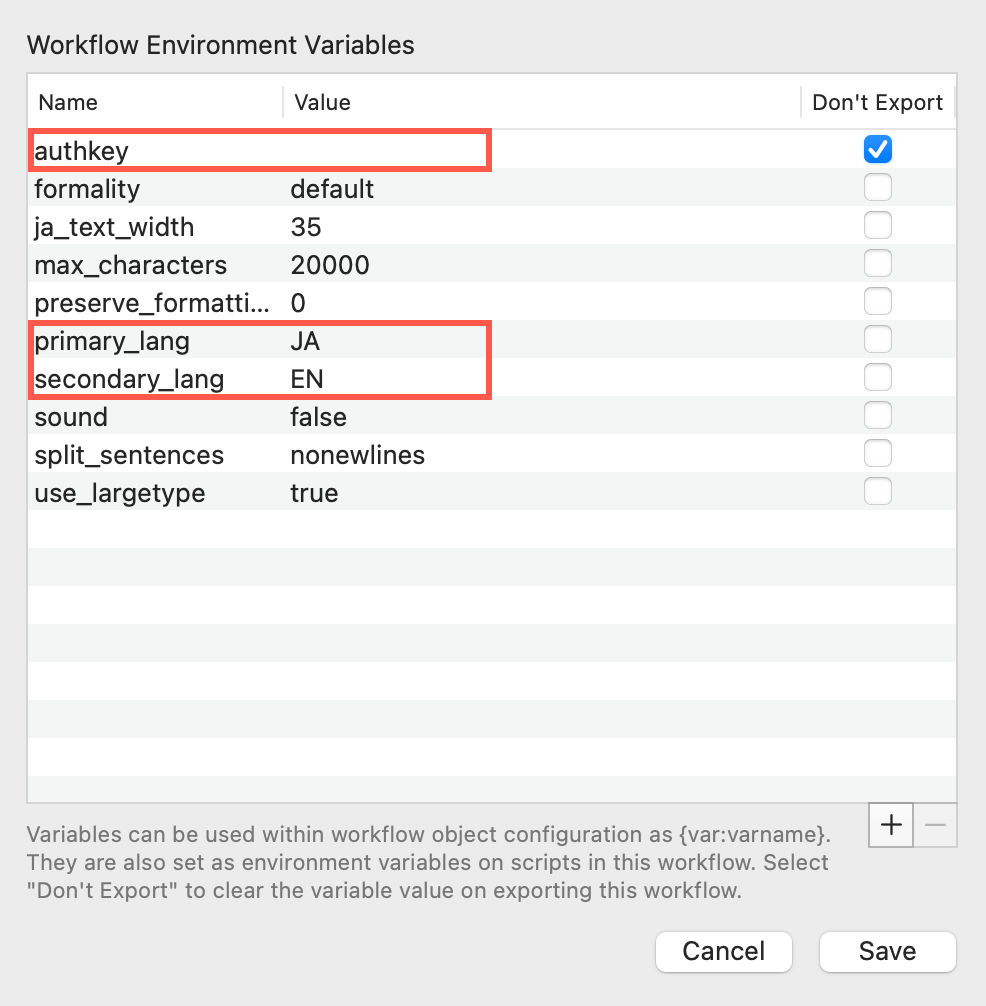 Workflow Environment Variables
Name Value Don't Export
authkey
formality default
ja_text_width 35
max_characters 20000
preserve_formatti... 0
primary_lang JA
secondary_lang EN
sound false
split_sentences nonewlines
use_largetype true
Variables can be used within workflow object configuration as {var:varname}.
They are also set as environment variables on scripts in this workflow. Select
"Don't Export" to clear the variable value on exporting this workflow.
Cancel Save